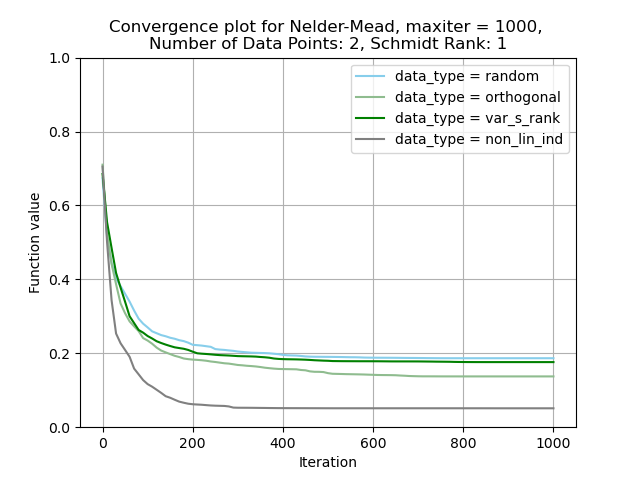 Convergence plot for Nelder-Mead, maxiter = 1000,
Number of Data Points: 2, Schmidt Rank: 1
data_type = random
data_type = orthogonal
data_type = var_s_rank
data_type = non_lin_ind
Function value
1.0
0.8
0.6
0.4
0.2
0.0
0 200 400 600 800 1000
Iteration